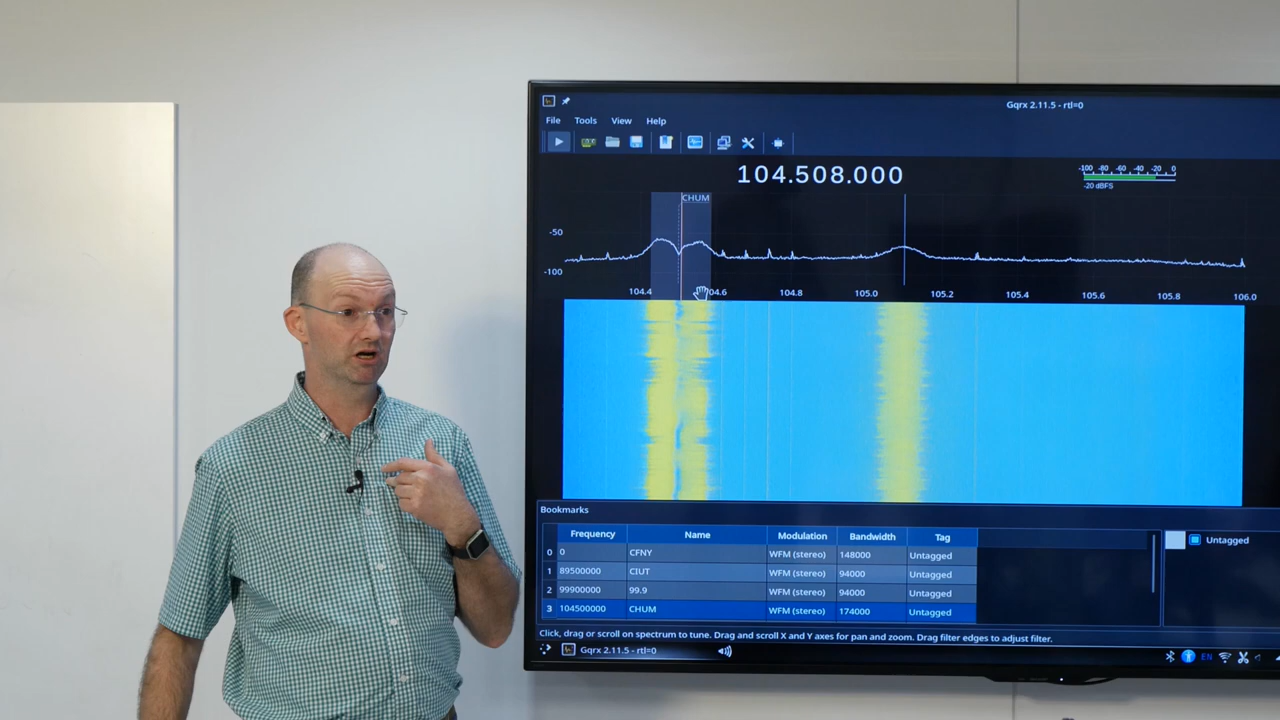 Gqrx 2.11.5 - rtl=0
File Tools View Help
104.508.000
-100 -80 -60 -40 -20 0
-20 dBFS
CHUM
-50
-100
104.4 104.6 104.8 105.0 105.2 105.4 105.6 105.8 106.0
Bookmarks
Frequency Name Modulation Bandwidth Tag
0 0 CFNY WFM (stereo) 148000 Untagged
1 89500000 CIUT WFM (stereo) 94000 Untagged
2 99900000 99.9 WFM (stereo) 94000 Untagged
3 104500000 CHUM WFM (stereo) 174000 Untagged
Untagged
Click, drag or scroll on spectrum to tune. Drag and scroll X and Y axes for pan and zoom. Drag filter edges to adjust filter.
Gqrx 2.11.5 - rtl=0
EN